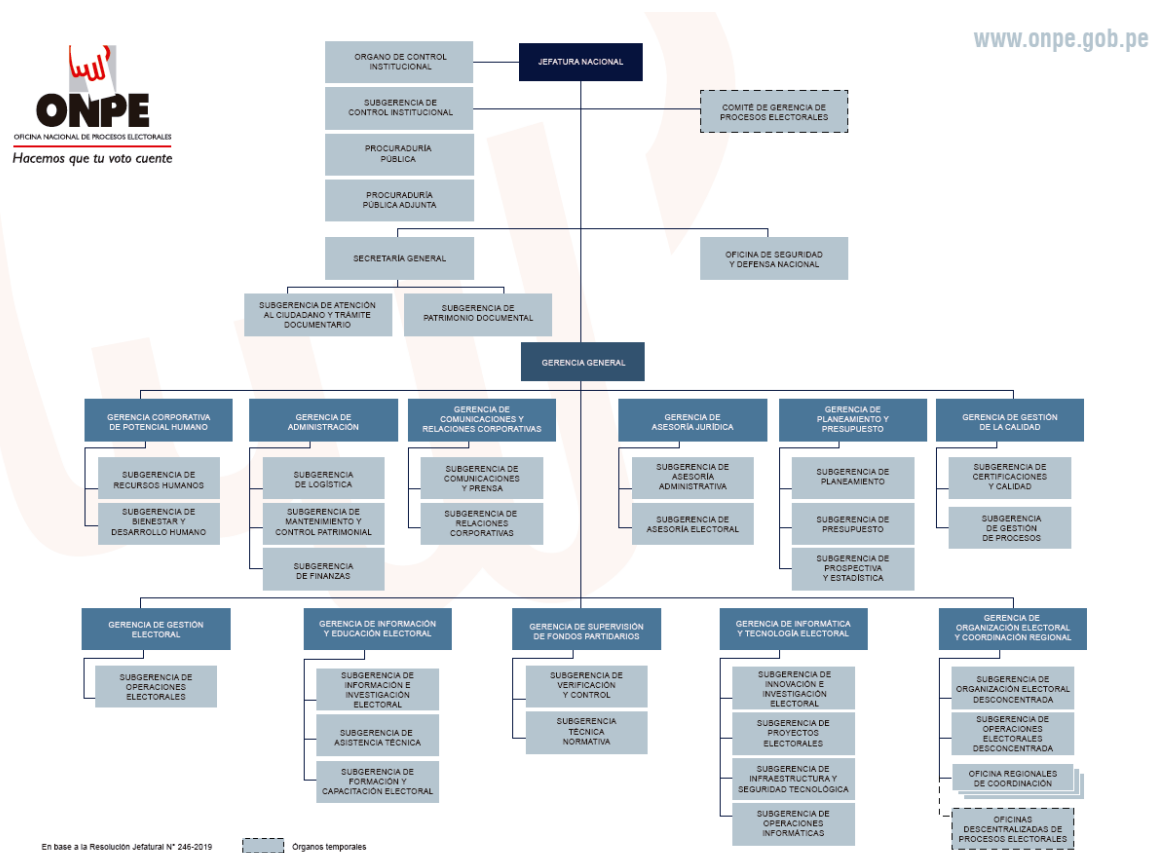 www.onpe.gob.pe
ONPE
OFICINA NACIONAL DE PROCESOS ELECTORALES
Hacemos que tu voto cuente
ORGANO DE CONTROL
INSTITUCIONAL
JEFATURA NACIONAL
SUBGERENCIA DE
CONTROL INSTITUCIONAL
COMITÉ DE GERENCIA DE
PROCESOS ELECTORALES
PROCURADURÍA
PÚBLICA
PROCURADURÍA
PÚBLICA ADJUNTA
SECRETARÍA GENERAL
OFICINA DE SEGURIDAD
Y DEFENSA NACIONAL
SUBGERENCIA DE ATENCIÓN
AL CIUDADANO Y TRÁMITE
DOCUMENTARIO
SUBGERENCIA DE
PATRIMONIO DOCUMENTAL
GERENCIA GENERAL
GERENCIA CORPORATIVA
DE POTENCIAL HUMANO
SUBGERENCIA DE
RECURSOS HUMANOS
SUBGERENCIA DE
BIENESTAR Y
DESARROLLO HUMANO
GERENCIA DE
ADMINISTRACIÓN
SUBGERENCIA
DE LOGÍSTICA
SUBGERENCIA DE
MANTENIMIENTO Y
CONTROL PATRIMONIAL
SUBGERENCIA
DE FINANZAS
GERENCIA DE
COMUNICACIONES Y
RELACIONES CORPORATIVAS
SUBGERENCIA DE
COMUNICACIONES
Y PRENSA
SUBGERENCIA DE
RELACIONES
CORPORATIVAS
GERENCIA DE
ASESORÍA JURÍDICA
SUBGERENCIA DE
ASESORÍA
ADMINISTRATIVA
SUBGERENCIA DE
ASESORÍA ELECTORAL
GERENCIA DE
PLANEAMIENTO Y
PRESUPUESTO
SUBGERENCIA DE
PLANEAMIENTO
SUBGERENCIA DE
PRESUPUESTO
SUBGERENCIA DE
PROSPECTIVA
Y ESTADÍSTICA
GERENCIA DE GESTIÓN
DE LA CALIDAD
SUBGERENCIA DE
CERTIFICACIONES
Y CALIDAD
SUBGERENCIA
DE GESTIÓN
DE PROCESOS
GERENCIA DE GESTIÓN
ELECTORAL
SUBGERENCIA DE
OPERACIONES
ELECTORALES
GERENCIA DE INFORMACIÓN
Y EDUCACIÓN ELECTORAL
SUBGERENCIA DE
INFORMACIÓN E
INVESTIGACIÓN
ELECTORAL
SUBGERENCIA DE
ASISTENCIA TÉCNICA
SUBGERENCIA DE
FORMACIÓN Y
CAPACITACIÓN ELECTORAL
GERENCIA DE SUPERVISIÓN
DE FONDOS PARTIDARIOS
SUBGERENCIA DE
VERIFICACIÓN
Y CONTROL
SUBGERENCIA
TÉCNICA
NORMATIVA
GERENCIA DE INFORMÁTICA
Y TECNOLOGÍA ELECTORAL
SUBGERENCIA DE
INNOVACIÓN E
INVESTIGACIÓN
ELECTORAL
SUBGERENCIA DE
PROYECTOS
ELECTORALES
SUBGERENCIA DE
INFRAESTRUCTURA Y
SEGURIDAD TECNOLÓGICA
SUBGERENCIA DE
OPERACIONES
INFORMÁTICAS
GERENCIA DE
ORGANIZACIÓN ELECTORAL
Y COORDINACIÓN REGIONAL
SUBGERENCIA DE
ORGANIZACIÓN ELECTORAL
DESCONCENTRADA
SUBGERENCIA DE
OPERACIONES
ELECTORALES
DESCONCENTRADA
OFICINA REGIONALES
DE COORDINACIÓN
OFICINAS
DESCENTRALIZADAS DE
PROCESOS ELECTORALES
En base a la Resolución Jefatural N° 246-2019
Órganos temporales